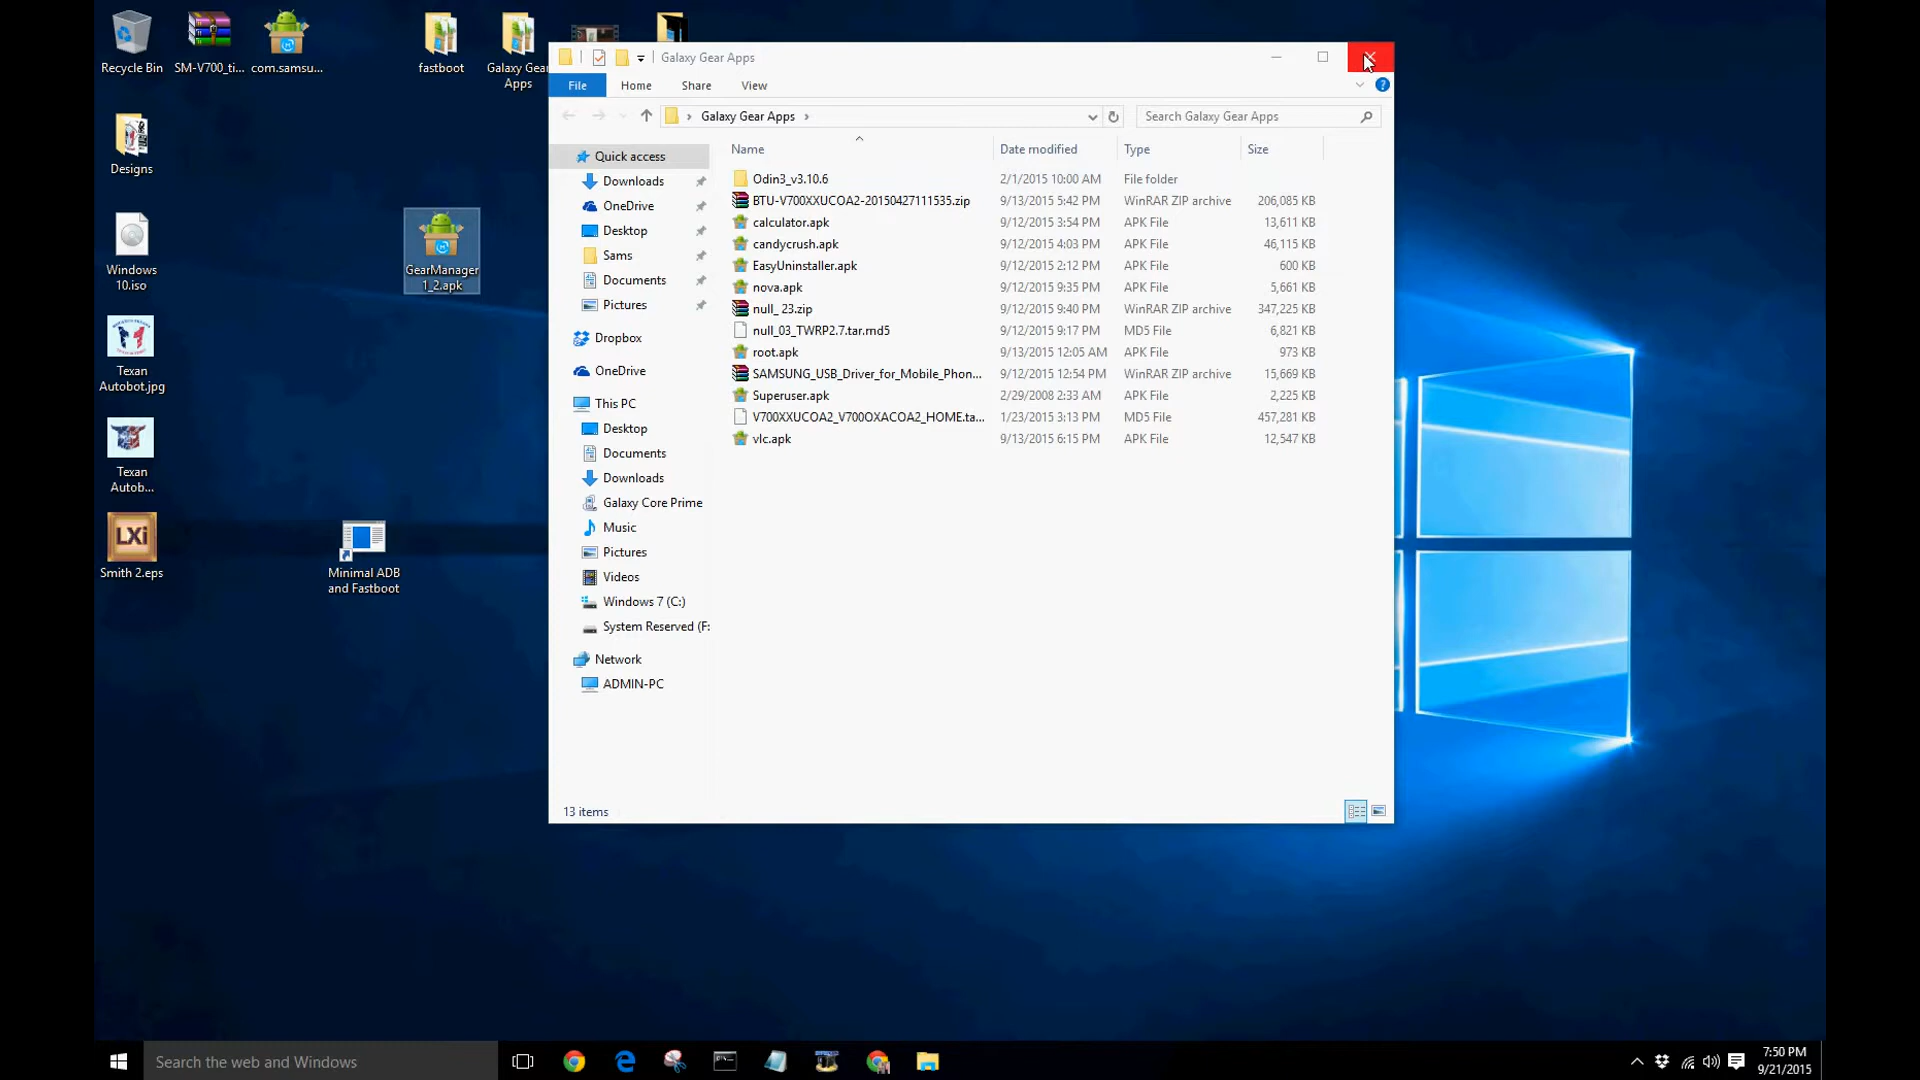 Recycle Bin
SM-V700_ti...
com.samsu...
fastboot
Galaxy Gear
Apps
Designs
Windows
10.iso
GearManager
1_2.apk
Texan
Autobot.jpg
Texan
Autob...
LXi
Smith 2.eps
Minimal ADB
and Fastboot
Galaxy Gear Apps
File Home Share View
Galaxy Gear Apps
Search Galaxy Gear Apps
Quick access
Downloads
OneDrive
Desktop
Sams
Documents
Pictures
Dropbox
OneDrive
This PC
Desktop
Documents
Downloads
Galaxy Core Prime
Music
Pictures
Videos
Windows 7 (C:)
System Reserved (F:
Network
ADMIN-PC
Name Date modified Type Size
Odin3_v3.10.6 2/1/2015 10:00 AM File folder
BTU-V700XXUCOA2-20150427111535.zip 9/13/2015 5:42 PM WinRAR ZIP archive 206,085 KB
calculator.apk 9/12/2015 3:54 PM APK File 13,611 KB
candycrush.apk 9/12/2015 4:03 PM APK File 46,115 KB
EasyUninstaller.apk 9/12/2015 2:12 PM APK File 600 KB
nova.apk 9/12/2015 9:35 PM APK File 5,661 KB
null_ 23.zip 9/12/2015 9:40 PM WinRAR ZIP archive 347,225 KB
null_03_TWRP2.7.tar.md5 9/12/2015 9:17 PM MD5 File 6,821 KB
root.apk 9/13/2015 12:05 AM APK File 973 KB
SAMSUNG_USB_Driver_for_Mobile_Phon... 9/12/2015 12:54 PM WinRAR ZIP archive 15,669 KB
Superuser.apk 2/29/2008 2:33 AM APK File 2,225 KB
V700XXUCOA2_V700OXACOA2_HOME.ta... 1/23/2015 3:13 PM MD5 File 457,281 KB
vlc.apk 9/13/2015 6:15 PM APK File 12,547 KB
13 items
Search the web and Windows
7:50 PM
9/21/2015